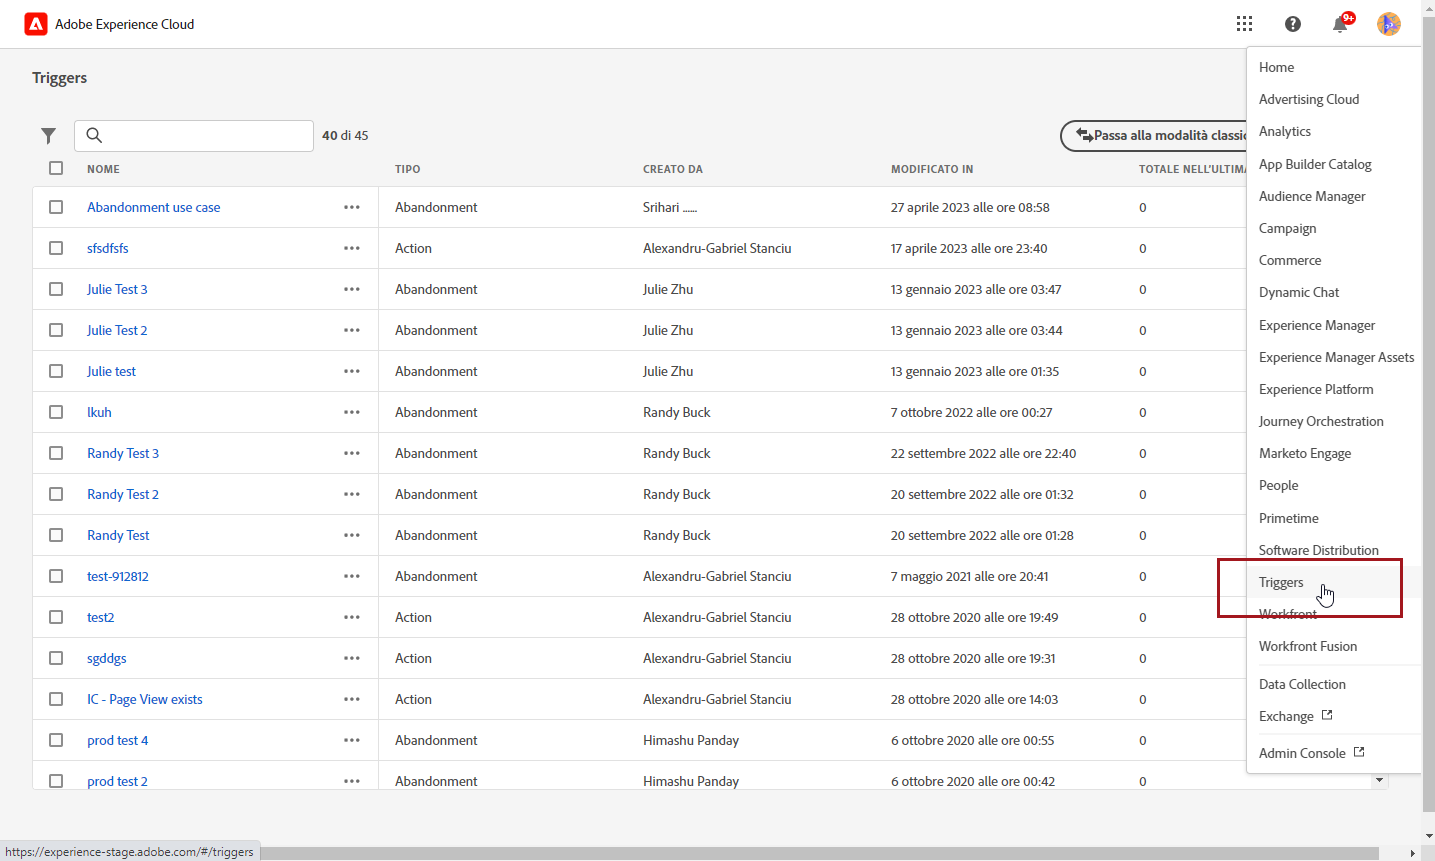 Adobe Experience Cloud
9+
Triggers
40 di 45
Passa alla modalità classic
NOME TIPO CREATO DA MODIFICATO IN TOTALE NELL'ULTIMA
Abandonment use case ••• Abandonment Srihari ...... 27 aprile 2023 alle ore 08:58 0
sfsdfsfs ••• Action Alexandru-Gabriel Stanciu 17 aprile 2023 alle ore 23:40 0
Julie Test 3 ••• Abandonment Julie Zhu 13 gennaio 2023 alle ore 03:47 0
Julie Test 2 ••• Abandonment Julie Zhu 13 gennaio 2023 alle ore 03:44 0
Julie test ••• Abandonment Julie Zhu 13 gennaio 2023 alle ore 01:35 0
lkuh ••• Abandonment Randy Buck 7 ottobre 2022 alle ore 00:27 0
Randy Test 3 ••• Abandonment Randy Buck 22 settembre 2022 alle ore 22:40 0
Randy Test 2 ••• Abandonment Randy Buck 20 settembre 2022 alle ore 01:32 0
Randy Test ••• Abandonment Randy Buck 20 settembre 2022 alle ore 01:28 0
test-912812 ••• Abandonment Alexandru-Gabriel Stanciu 7 maggio 2021 alle ore 20:41 0
test2 ••• Action Alexandru-Gabriel Stanciu 28 ottobre 2020 alle ore 19:49 0
sgddgs ••• Action Alexandru-Gabriel Stanciu 28 ottobre 2020 alle ore 19:31 0
IC - Page View exists ••• Action Alexandru-Gabriel Stanciu 28 ottobre 2020 alle ore 14:03 0
prod test 4 ••• Abandonment Himashu Panday 6 ottobre 2020 alle ore 00:55 0
prod test 2 ••• Abandonment Himashu Panday 6 ottobre 2020 alle ore 00:42 0
Home
Advertising Cloud
Analytics
App Builder Catalog
Audience Manager
Campaign
Commerce
Dynamic Chat
Experience Manager
Experience Manager Assets
Experience Platform
Journey Orchestration
Marketo Engage
People
Primetime
Software Distribution
Triggers
Workfront
Workfront Fusion
Data Collection
Exchange
Admin Console
https://experience-stage.adobe.com/#/triggers